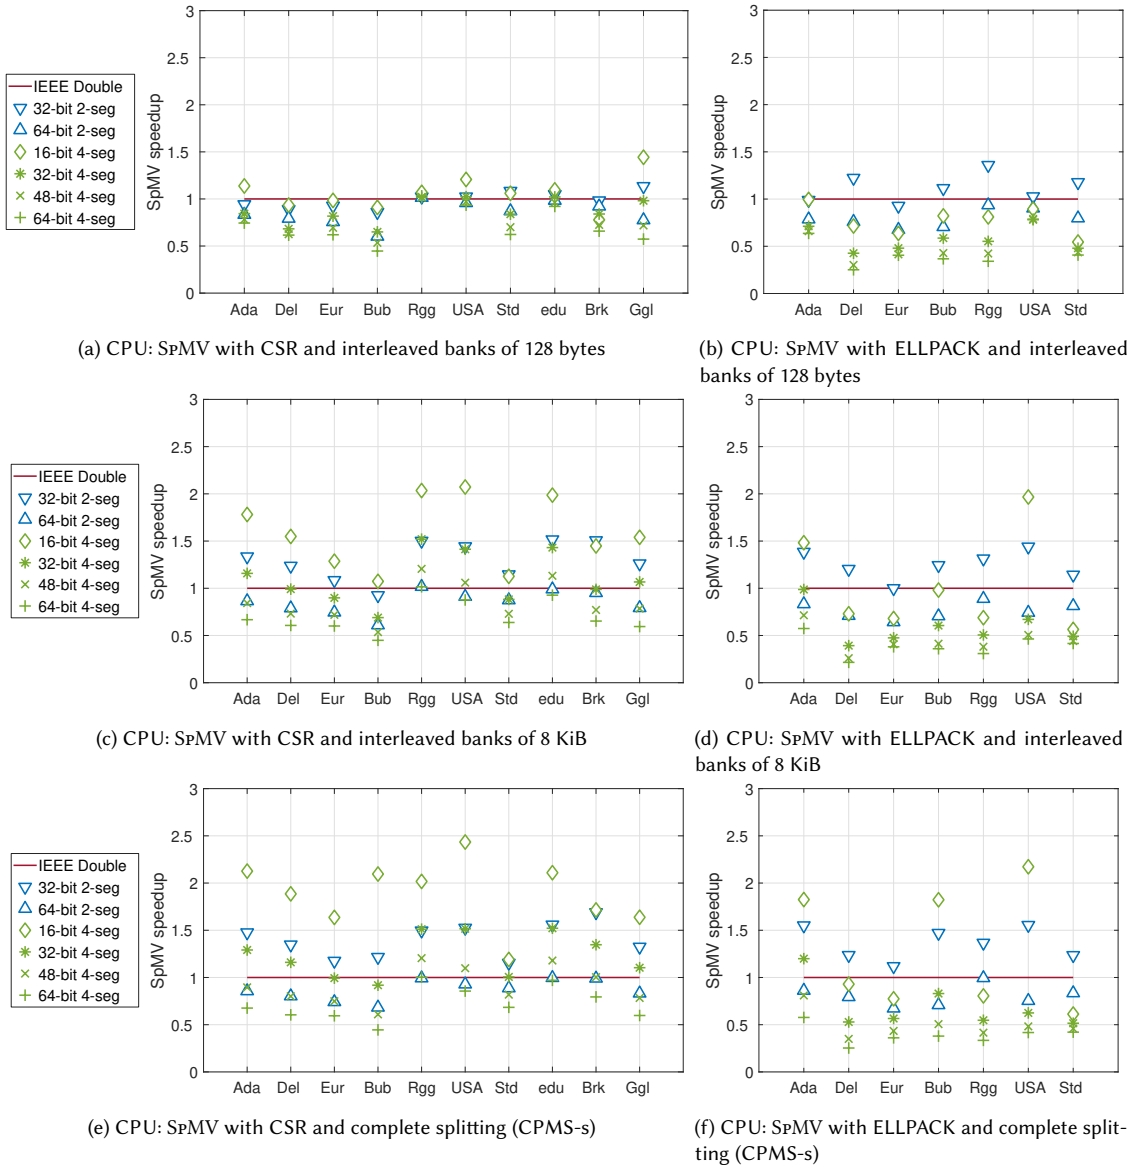 3
2.5
2
1.5
1
0.5
0
SpMV speedup
IEEE Double
32-bit 2-seg
64-bit 2-seg
16-bit 4-seg
32-bit 4-seg
48-bit 4-seg
64-bit 4-seg
Ada Del Eur Bub Rgg USA Std edu Brk Ggl
(a) CPU: SpMV with CSR and interleaved banks of 128 bytes
3
2.5
2
1.5
1
0.5
0
SpMV speedup
Ada Del Eur Bub Rgg USA Std
(b) CPU: SpMV with ELLPACK and interleaved
banks of 128 bytes
3
2.5
2
1.5
1
0.5
0
SpMV speedup
IEEE Double
32-bit 2-seg
64-bit 2-seg
16-bit 4-seg
32-bit 4-seg
48-bit 4-seg
64-bit 4-seg
Ada Del Eur Bub Rgg USA Std edu Brk Ggl
(c) CPU: SpMV with CSR and interleaved banks of 8 KiB
3
2.5
2
1.5
1
0.5
0
SpMV speedup
Ada Del Eur Bub Rgg USA Std
(d) CPU: SpMV with ELLPACK and interleaved
banks of 8 KiB
3
2.5
2
1.5
1
0.5
0
SpMV speedup
IEEE Double
32-bit 2-seg
64-bit 2-seg
16-bit 4-seg
32-bit 4-seg
48-bit 4-seg
64-bit 4-seg
Ada Del Eur Bub Rgg USA Std edu Brk Ggl
(e) CPU: SpMV with CSR and complete splitting (CPMS-s)
3
2.5
2
1.5
1
0.5
0
SpMV speedup
Ada Del Eur Bub Rgg USA Std
(f) CPU: SpMV with ELLPACK and complete split-
ting (CPMS-s)